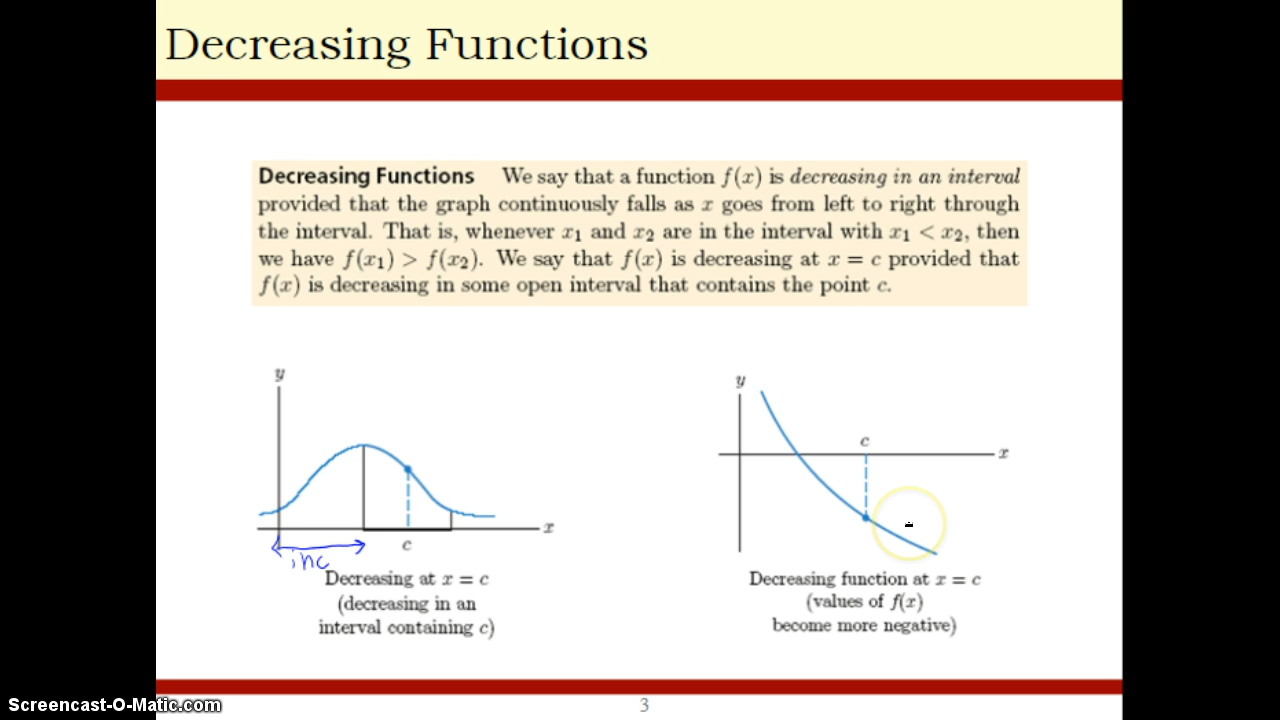 Decreasing Functions
Decreasing Functions We say that a function f(x) is decreasing in an interval
provided that the graph continuously falls as x goes from left to right through
the interval. That is, whenever x₁ and x₂ are in the interval with x₁ < x₂, then
we have f(x₁) > f(x₂). We say that f(x) is decreasing at x = c provided that
f(x) is decreasing in some open interval that contains the point c.
y
x
c
inc
Decreasing at x = c
(decreasing in an
interval containing c)
y
c
x
Decreasing function at x = c
(values of f(x)
become more negative)
Screencast-O-Matic.com
3